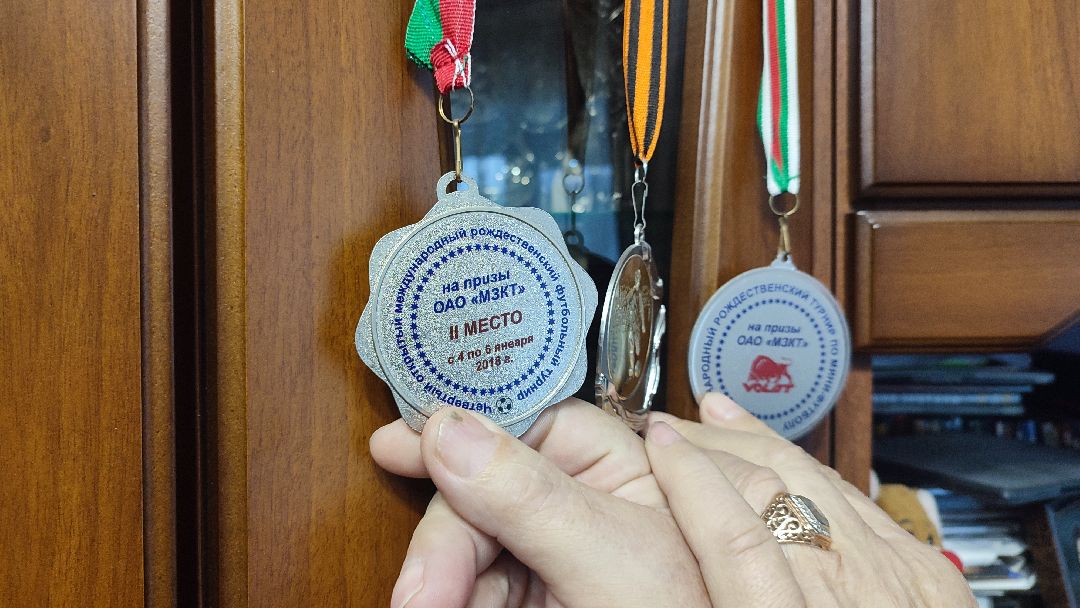 Четвертый открытый международный рождественский футбольный турнир
на призы
ОАО «МЗКТ»
II МЕСТО
с 4 по 6 января
2018 г.
РОЖДЕСТВЕНСКИЙ ТУРНИР ПО МИНИ-ФУТБОЛУ
на призы
ОАО «МЗКТ»
VOLAT